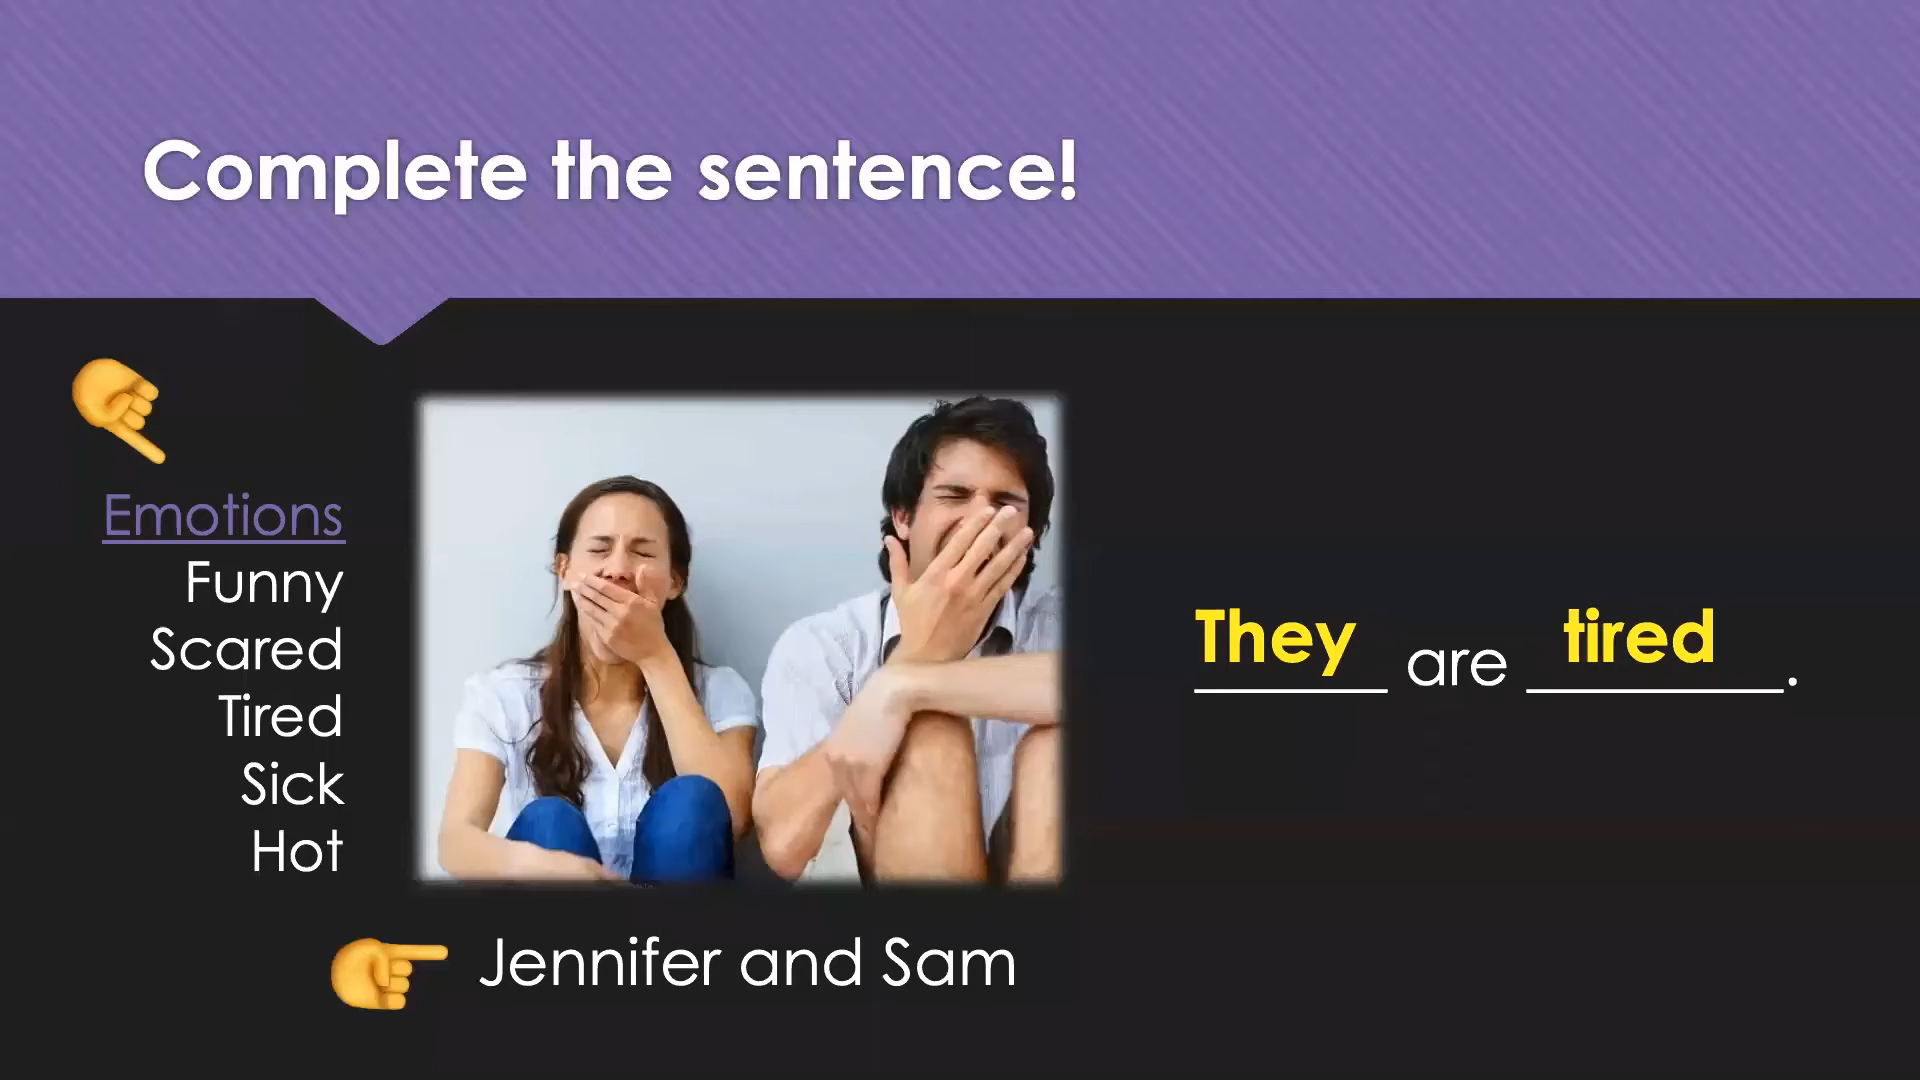 Complete the sentence!
Emotions
Funny
Scared
Tired
Sick
Hot
They are tired.
Jennifer and Sam